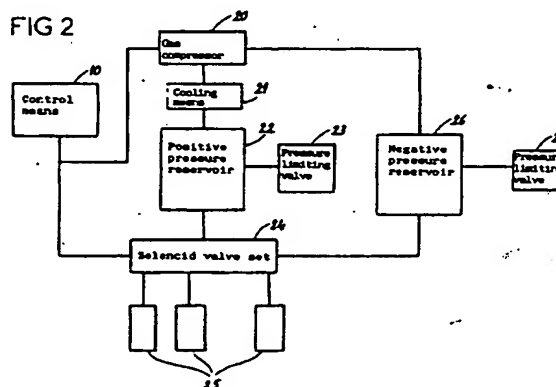 FIG 2
20
Gas
compressor
10
Control
means
Cooling
means
21
22
Positive
pressure
reservoir
23
Pressure
limiting
valve
26
Negative
pressure
reservoir
Pressure
limiting
valve
24
Solenoid valve set
25